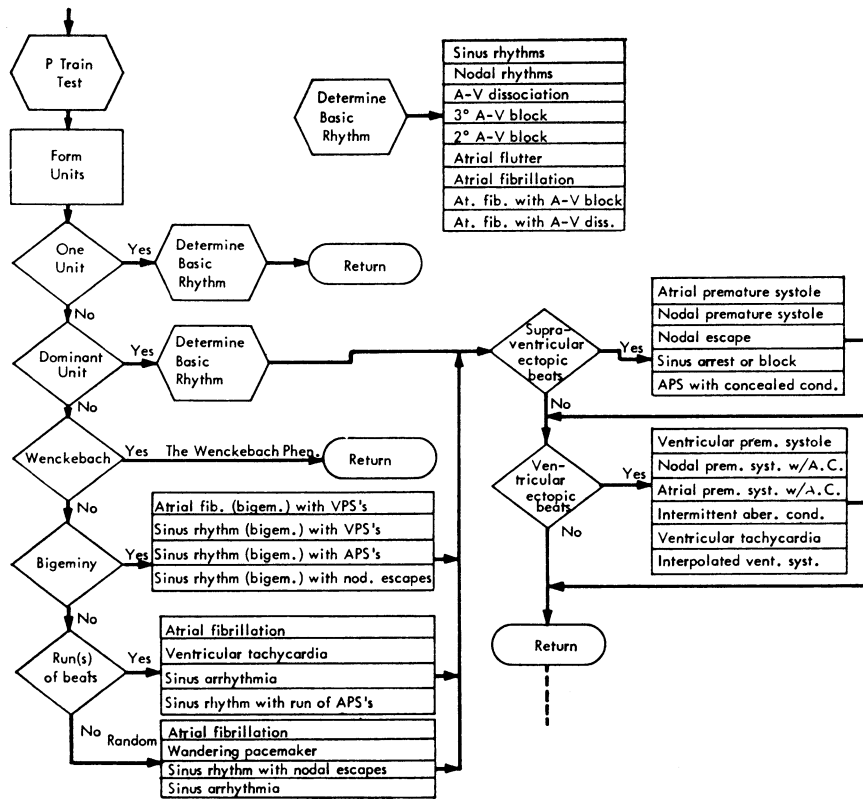 P Train
Test
Form
Units
One
Unit
Yes
Determine
Basic
Rhythm
Return
No
Dominant
Unit
Yes
Determine
Basic
Rhythm
No
Wenckebach
Yes The Wenckebach Phen.
Return
No
Bigeminy
Yes
Atrial fib. (bigem.) with VPS's
Sinus rhythm (bigem.) with VPS's
Sinus rhythm (bigem.) with APS's
Sinus rhythm (bigem.) with nod. escapes
No
Run(s)
of beats
Yes
Atrial fibrillation
Ventricular tachycardia
Sinus arrhythmia
Sinus rhythm with run of APS's
No Random
Atrial fibrillation
Wandering pacemaker
Sinus rhythm with nodal escapes
Sinus arrhythmia
Determine
Basic
Rhythm
Sinus rhythms
Nodal rhythms
A-V dissociation
3° A-V block
2° A-V block
Atrial flutter
Atrial fibrillation
At. fib. with A-V block
At. fib. with A-V diss.
Supra-
ventricular
ectopic
beats
Yes
Atrial premature systole
Nodal premature systole
Nodal escape
Sinus arrest or block
APS with concealed cond.
No
Ven-
tricular
ectopic
beats
Yes
Ventricular prem. systole
Nodal prem. syst. w/A.C.
Atrial prem. syst. w/A.C.
Intermittent aber. cond.
Ventricular tachycardia
Interpolated vent. syst.
No
Return